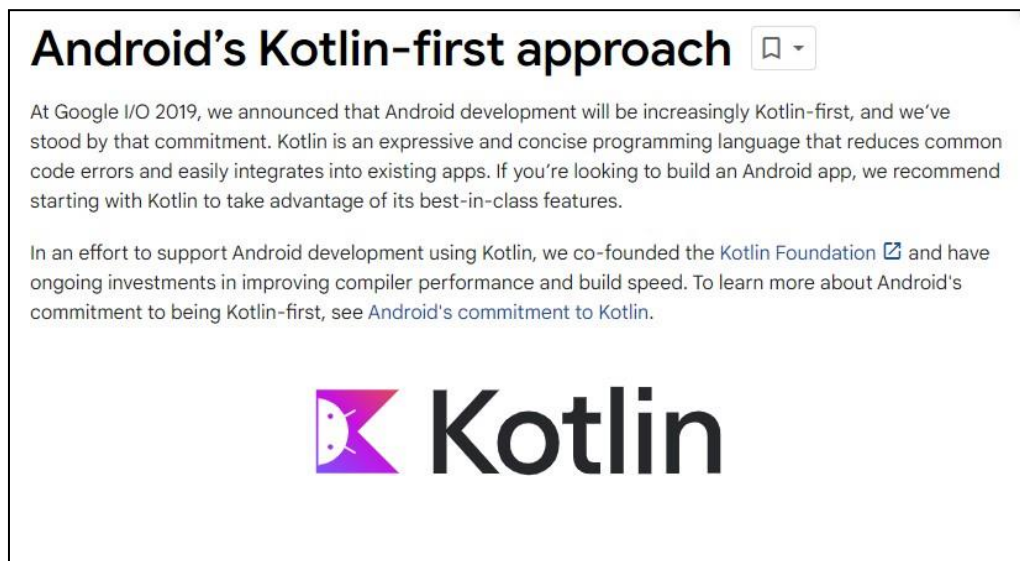 Android’s Kotlin-first approach
At Google I/O 2019, we announced that Android development will be increasingly Kotlin-first, and we’ve
stood by that commitment. Kotlin is an expressive and concise programming language that reduces common
code errors and easily integrates into existing apps. If you’re looking to build an Android app, we recommend
starting with Kotlin to take advantage of its best-in-class features.
In an effort to support Android development using Kotlin, we co-founded the Kotlin Foundation and have
ongoing investments in improving compiler performance and build speed. To learn more about Android's
commitment to being Kotlin-first, see Android's commitment to Kotlin.
Kotlin